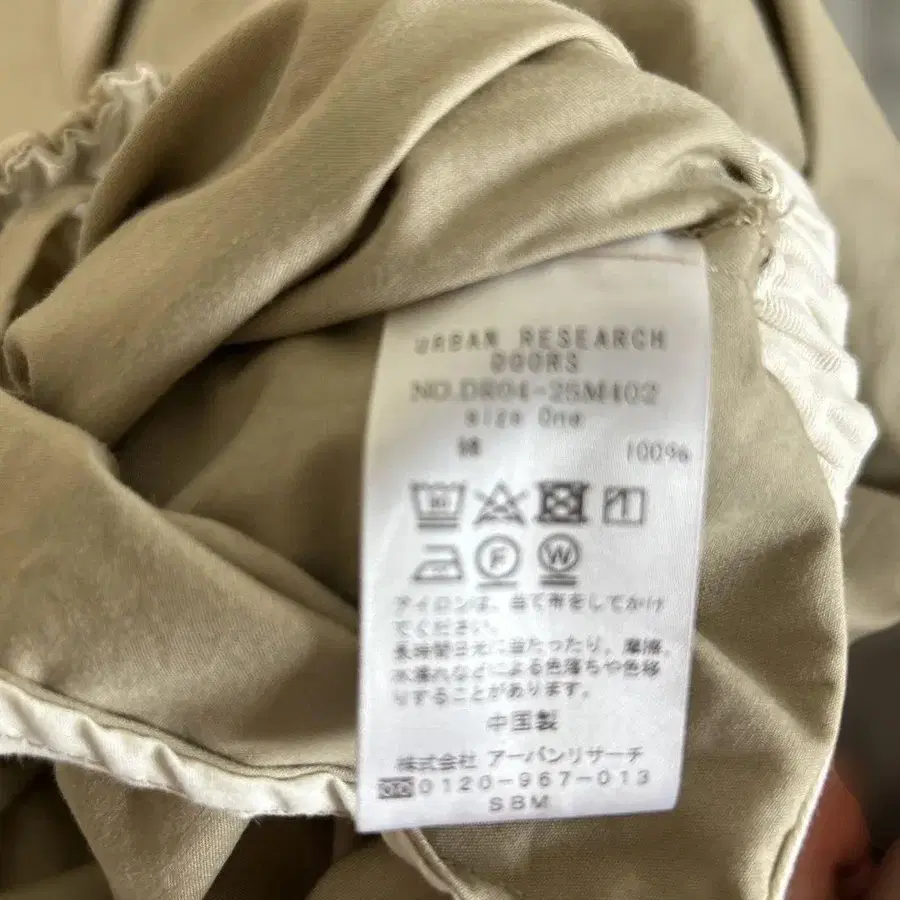 URBAN RESEARCH
DOORS
NO.DR04-25M402
size One
綿 100%
F W
アイロンは、当て布をしてかけ
てください。
長時間日光に当たったり、摩擦、
水濡れなどによる色落ちや色移
りすることがあります。
中国製
株式会社 アーバンリサーチ
0120-967-013
SBM